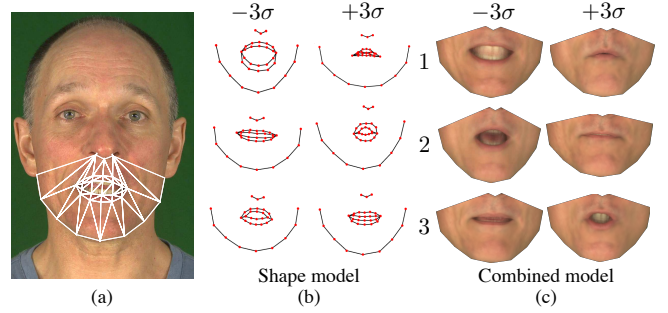 −3σ +3σ −3σ +3σ
1
2
3
Shape model Combined model
(a) (b) (c)